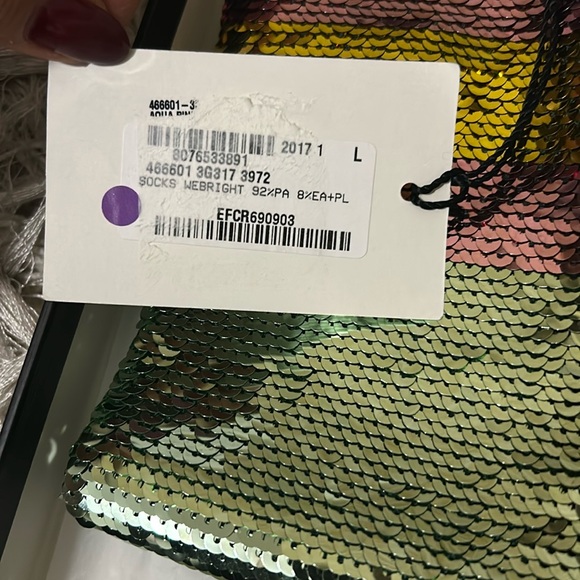 466601-3
AQUA PIN
2017 1 L
8076533891
466601 3G317 3972
SOCKS WEBRIGHT 92%PA 8%EA+PL
EFCR690903